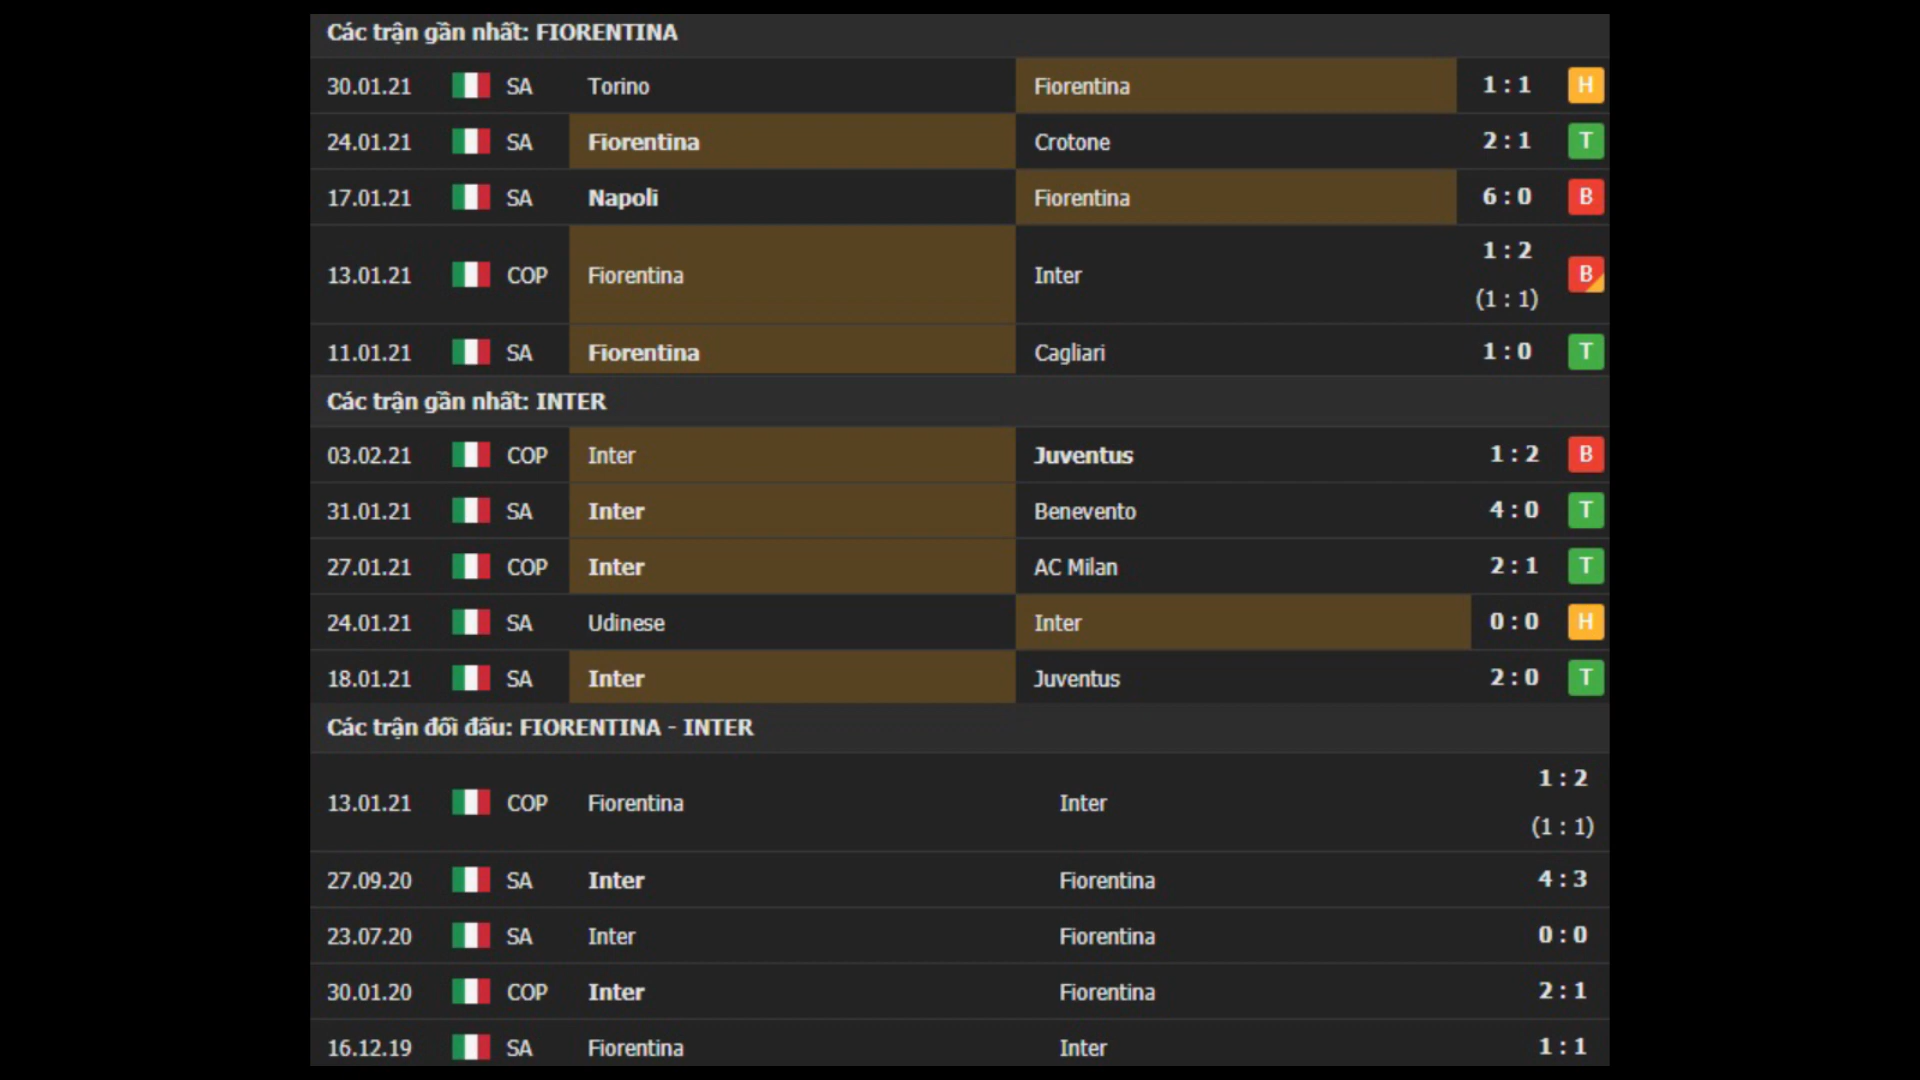 Các trận gần nhất: FIORENTINA
30.01.21 SA Torino Fiorentina 1 : 1 H
24.01.21 SA Fiorentina Crotone 2 : 1 T
17.01.21 SA Napoli Fiorentina 6 : 0 B
13.01.21 COP Fiorentina Inter 1 : 2 B
(1 : 1)
11.01.21 SA Fiorentina Cagliari 1 : 0 T
Các trận gần nhất: INTER
03.02.21 COP Inter Juventus 1 : 2 B
31.01.21 SA Inter Benevento 4 : 0 T
27.01.21 COP Inter AC Milan 2 : 1 T
24.01.21 SA Udinese Inter 0 : 0 H
18.01.21 SA Inter Juventus 2 : 0 T
Các trận đối đấu: FIORENTINA - INTER
13.01.21 COP Fiorentina Inter 1 : 2
(1 : 1)
27.09.20 SA Inter Fiorentina 4 : 3
23.07.20 SA Inter Fiorentina 0 : 0
30.01.20 COP Inter Fiorentina 2 : 1
16.12.19 SA Fiorentina Inter 1 : 1